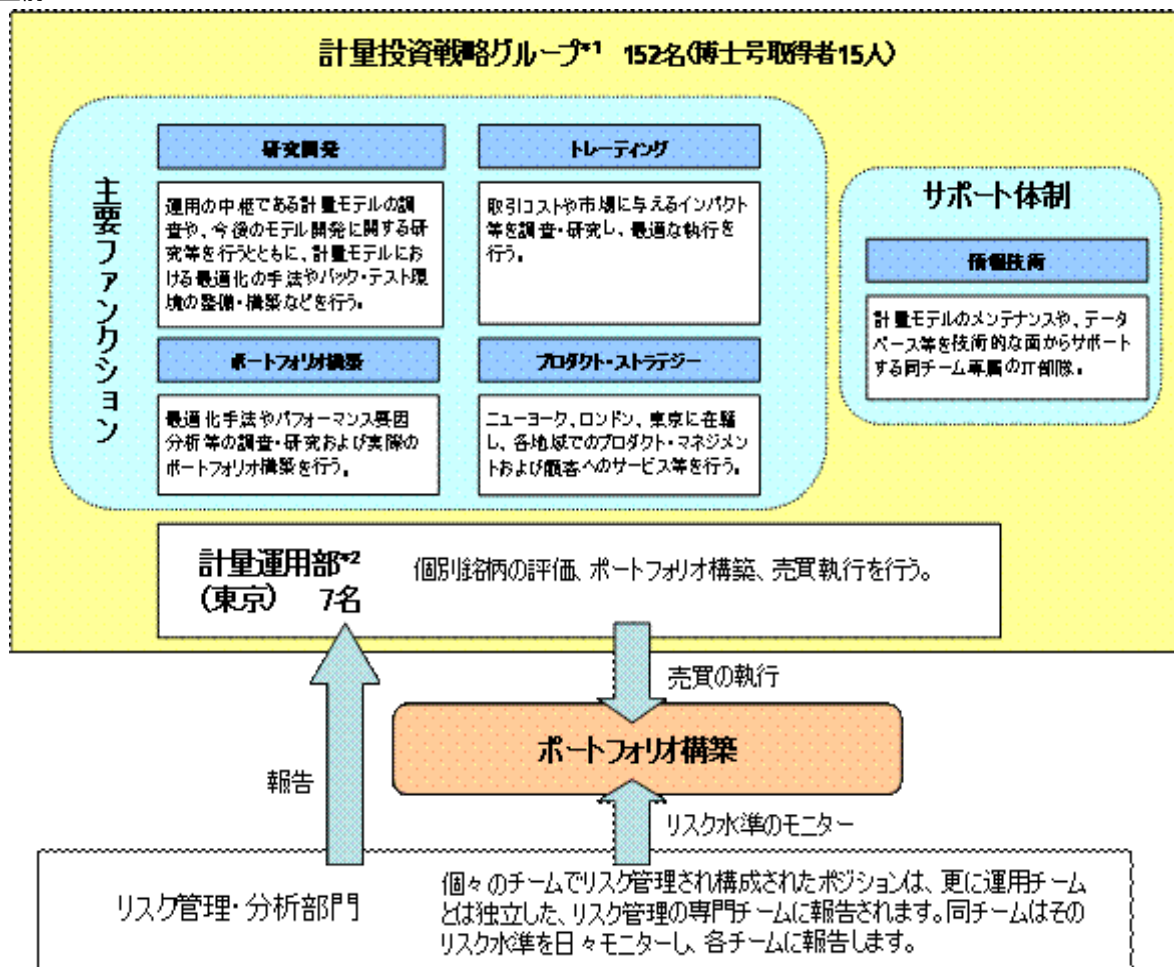 計量投資戦略グループ*1 152名(博士号取得者15人)
主要ファンクション
研究開発
運用の中枢である計量モデルの調
査や、今後のモデル開発に関する研
究等を行うとともに、計量モデルにお
ける最適化の手法やバック・テスト環
境の整備・構築などを行う。
トレーディング
取引コストや市場に与えるインパクト
等を調査・研究し、最適な執行を
行う。
ポートフォリオ構築
最適化手法やパフォーマンス要因
分析等の調査・研究および実際の
ポートフォリオ構築を行う。
プロダクト・ストラテジー
ニューヨーク、ロンドン、東京に在籍
し、各地域でのプロダクト・マネジメン
トおよび顧客へのサービス等を行う。
サポート体制
情報技術
計量モデルのメンテナンスや、データ
ベース等を技術的な面からサポート
する同チーム専属のIT部隊。
計量運用部*2
(東京) 7名
個別銘柄の評価、ポートフォリオ構築、売買執行を行う。
売買の執行
ポートフォリオ構築
報告
リスク水準のモニター
リスク管理・分析部門
個々のチームでリスク管理され構成されたポジションは、更に運用チーム
とは独立した、リスク管理の専門チームに報告されます。同チームはその
リスク水準を日々モニターし、各チームに報告します。